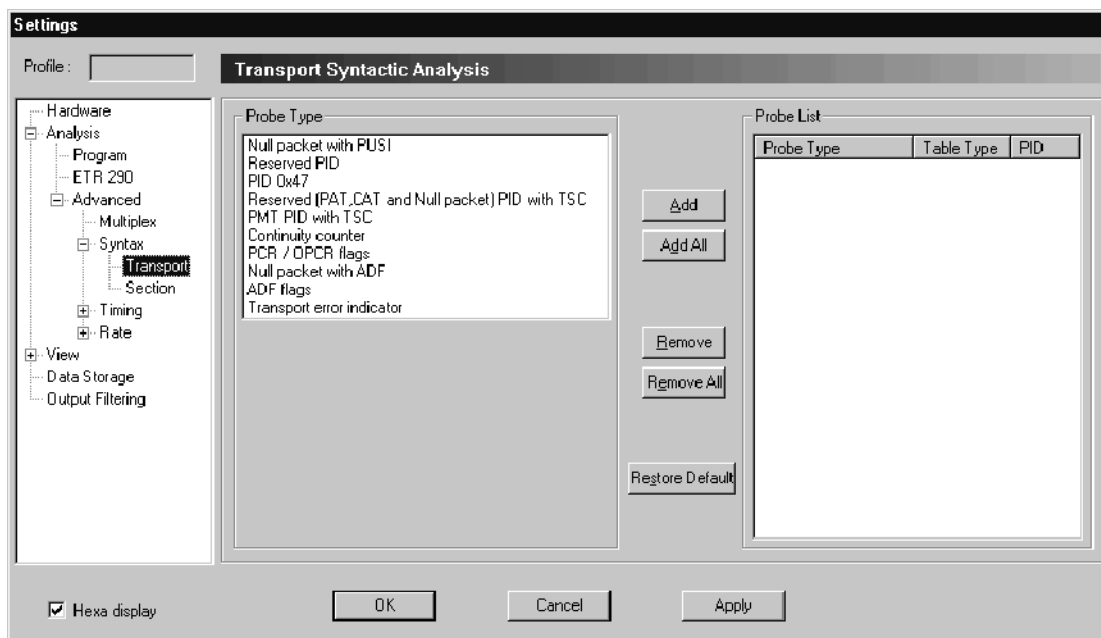 Settings
Profile :
Transport Syntactic Analysis
Hardware
Analysis
Program
ETR 290
Advanced
Multiplex
Syntax
Transport
Section
Timing
Rate
View
Data Storage
Output Filtering
Probe Type
Null packet with PUSI
Reserved PID
PID 0x47
Reserved (PAT,CAT and Null packet) PID with TSC
PMT PID with TSC
Continuity counter
PCR / OPCR flags
Null packet with ADF
ADF flags
Transport error indicator
Add
Add All
Remove
Remove All
Restore Default
Probe List
Probe Type Table Type PID
Hexa display
OK Cancel Apply